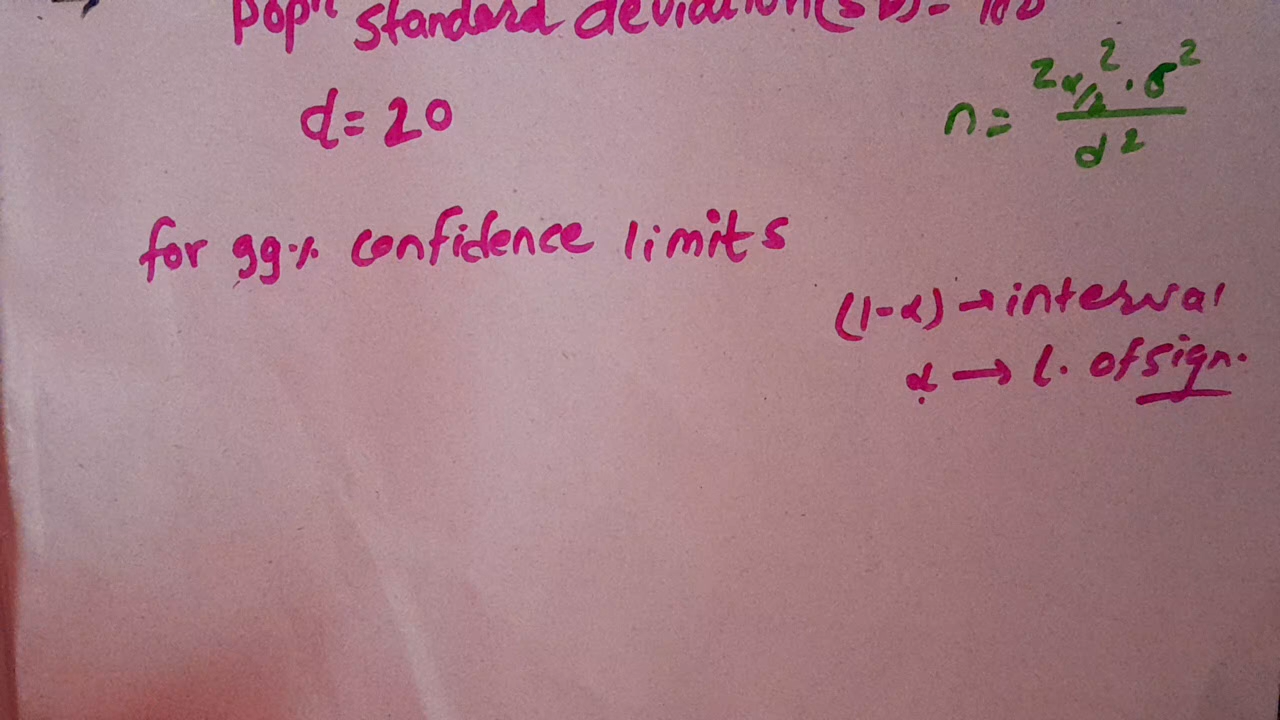 Popⁿ standard deviation (SD) = 100
d = 20
n = Zα/2² · σ² / d²
for 99% confidence limits
(1-α) → interval
α → l. of sign.